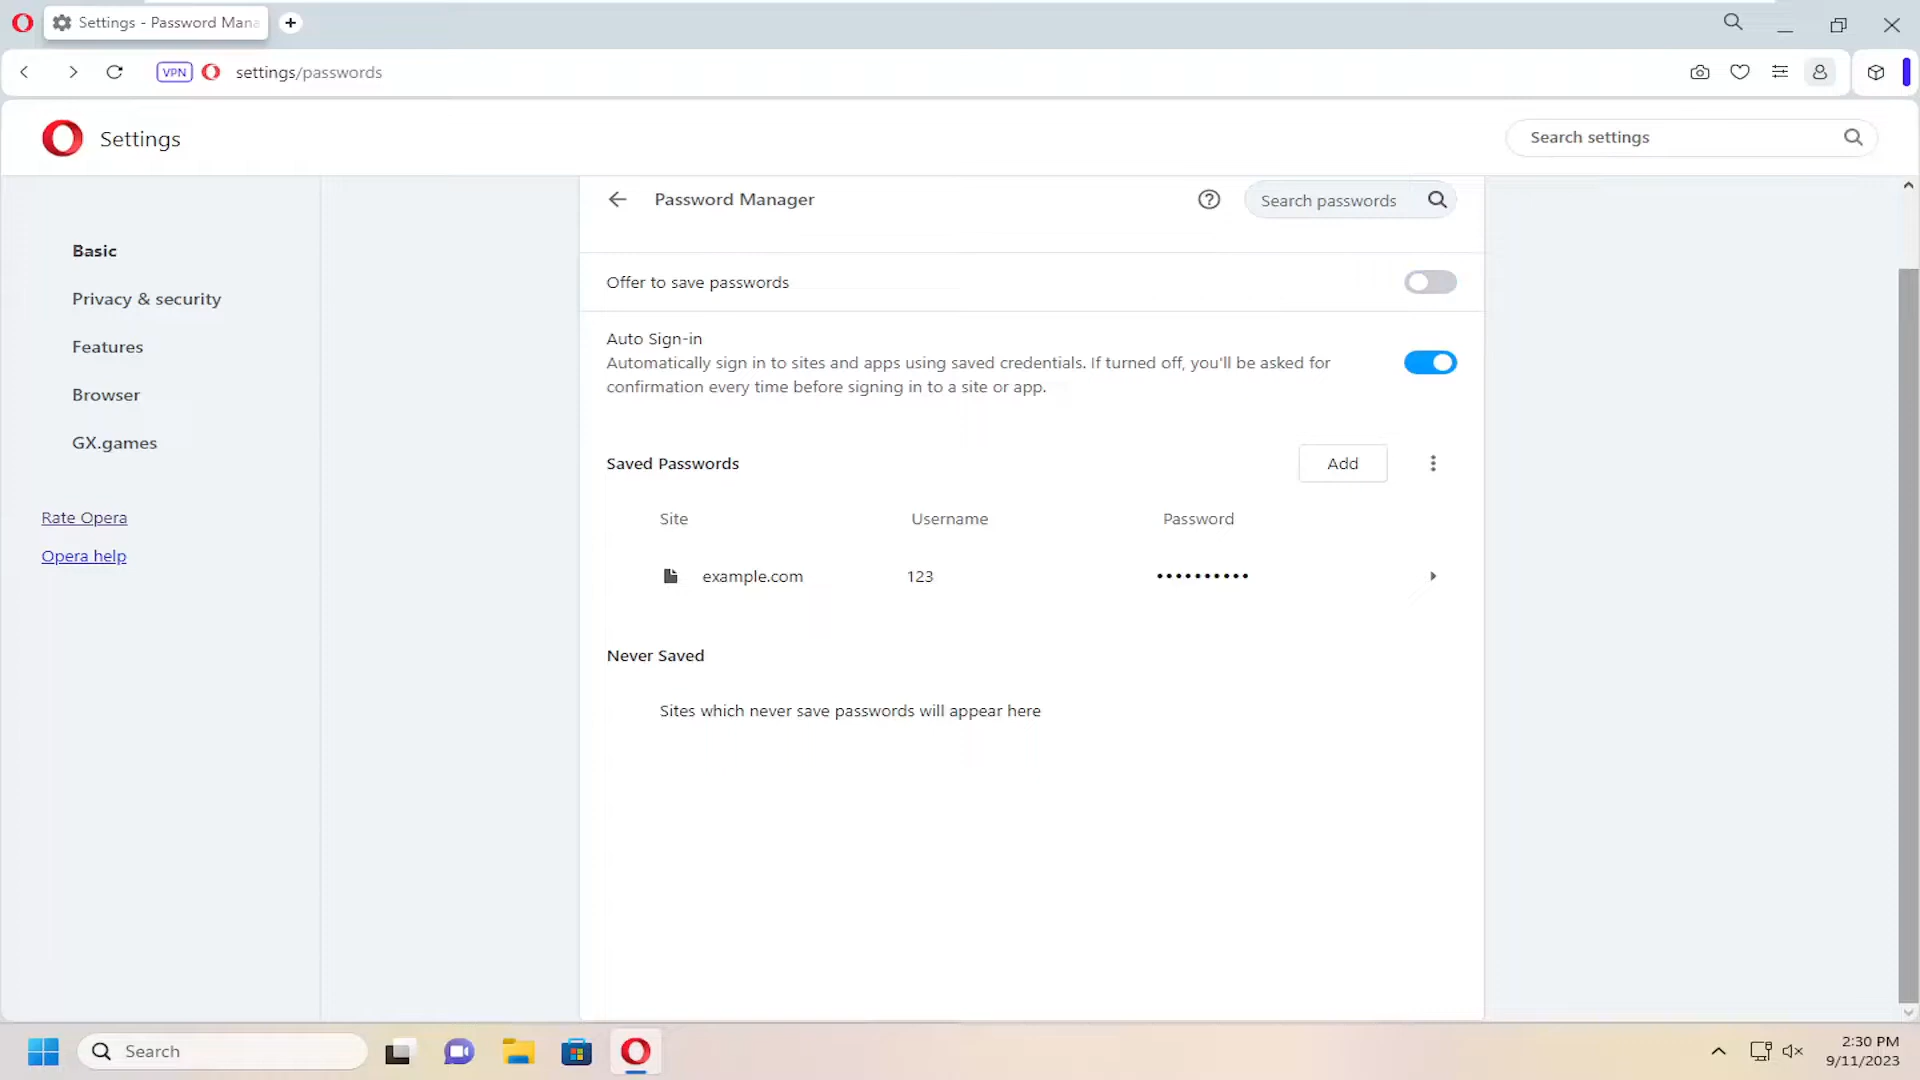 Settings - Password Mana
VPN
settings/passwords
Settings
Search settings
Password Manager
Search passwords
Basic
Privacy & security
Features
Browser
GX.games
Rate Opera
Opera help
Offer to save passwords
Auto Sign-in
Automatically sign in to sites and apps using saved credentials. If turned off, you'll be asked for
confirmation every time before signing in to a site or app.
Saved Passwords
Add
Site Username Password
example.com 123 ••••••••••
Never Saved
Sites which never save passwords will appear here
Search
2:30 PM
9/11/2023